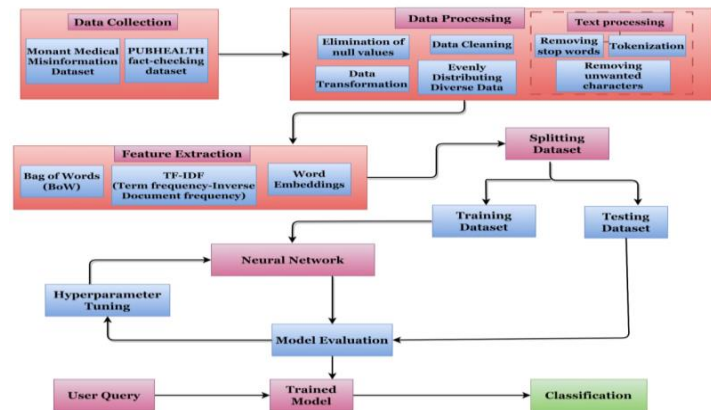 Data Collection
Monant Medical
Misinformation
Dataset
PUBHEALTH
fact-checking
dataset
Data Processing
Elimination of
null values
Data Cleaning
Data
Transformation
Evenly
Distributing
Diverse Data
Text processing
Removing
stop words
Tokenization
Removing
unwanted
characters
Feature Extraction
Bag of Words
(BoW)
TF-IDF
(Term frequency-Inverse
Document frequency)
Word
Embeddings
Splitting
Dataset
Training
Dataset
Testing
Dataset
Neural Network
Hyperparameter
Tuning
Model Evaluation
User Query
Trained
Model
Classification